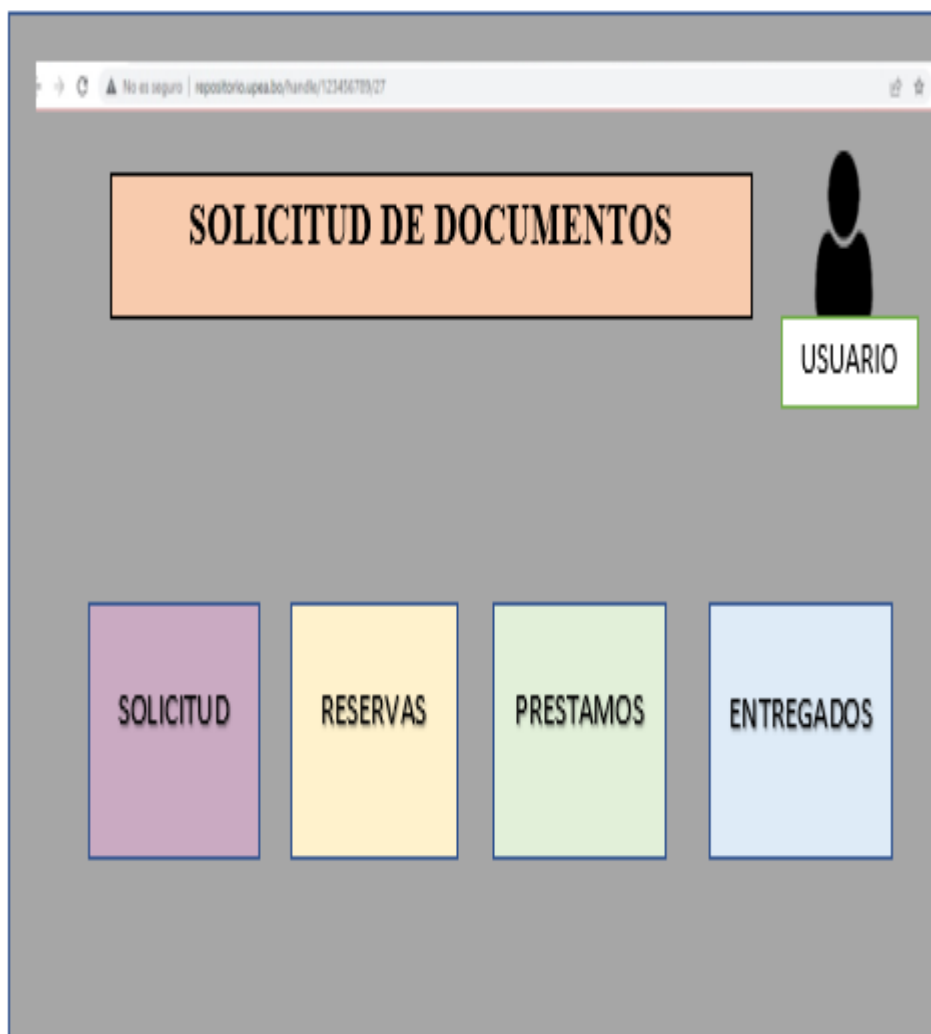 No es seguro | repositorio.upea.bo/handle/123456789/27
SOLICITUD DE DOCUMENTOS
USUARIO
SOLICITUD
RESERVAS
PRESTAMOS
ENTREGADOS